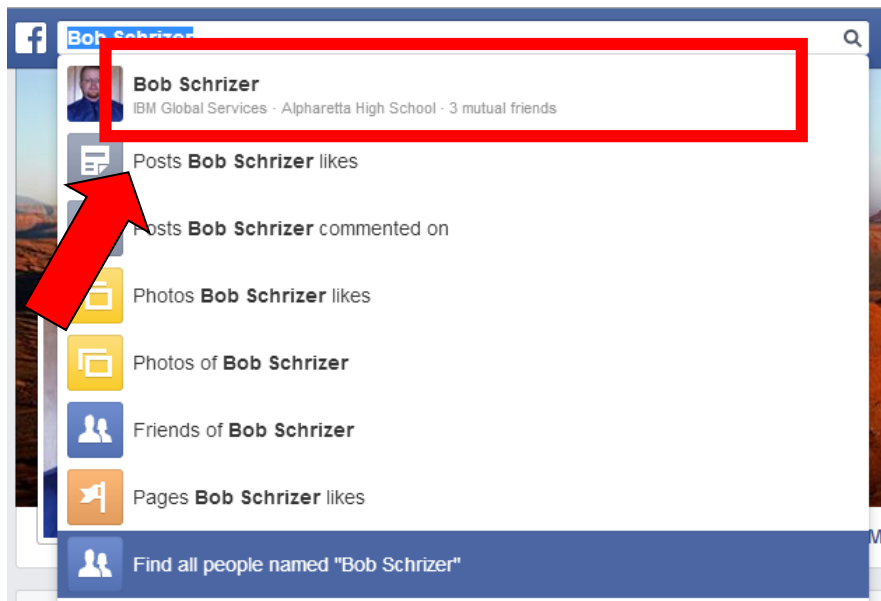 f Bob Schrizer
Bob Schrizer
IBM Global Services · Alpharetta High School · 3 mutual friends
Posts Bob Schrizer likes
Posts Bob Schrizer commented on
Photos Bob Schrizer likes
Photos of Bob Schrizer
Friends of Bob Schrizer
Pages Bob Schrizer likes
M
Find all people named "Bob Schrizer"